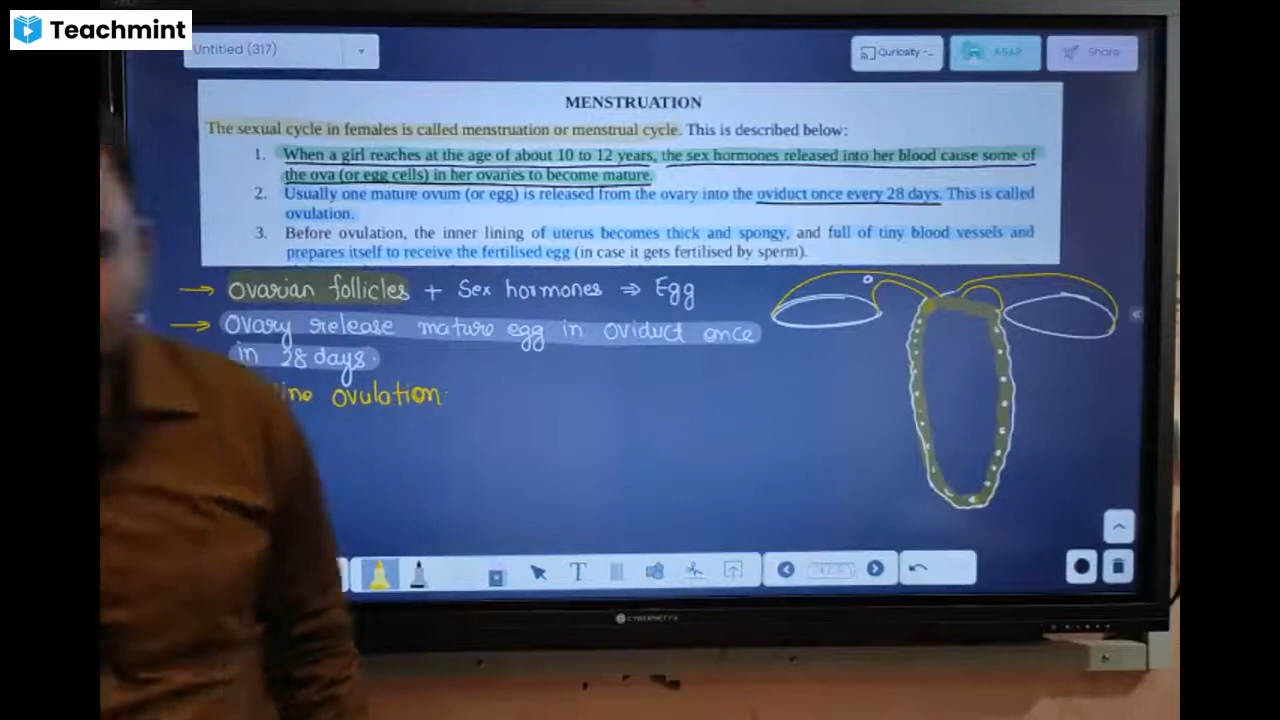 Teachmint
Untitled (317)
Quriosity -...
ASAP
Share
MENSTRUATION
The sexual cycle in females is called menstruation or menstrual cycle. This is described below:
1. When a girl reaches at the age of about 10 to 12 years, the sex hormones released into her blood cause some of
the ova (or egg cells) in her ovaries to become mature.
2. Usually one mature ovum (or egg) is released from the ovary into the oviduct once every 28 days. This is called
ovulation.
3. Before ovulation, the inner lining of uterus becomes thick and spongy, and full of tiny blood vessels and
prepares itself to receive the fertilised egg (in case it gets fertilised by sperm).
→ Ovarian follicles + Sex hormones ⇒ Egg
→ Ovary release mature egg in oviduct once
in 28 days.
ovulation.
T